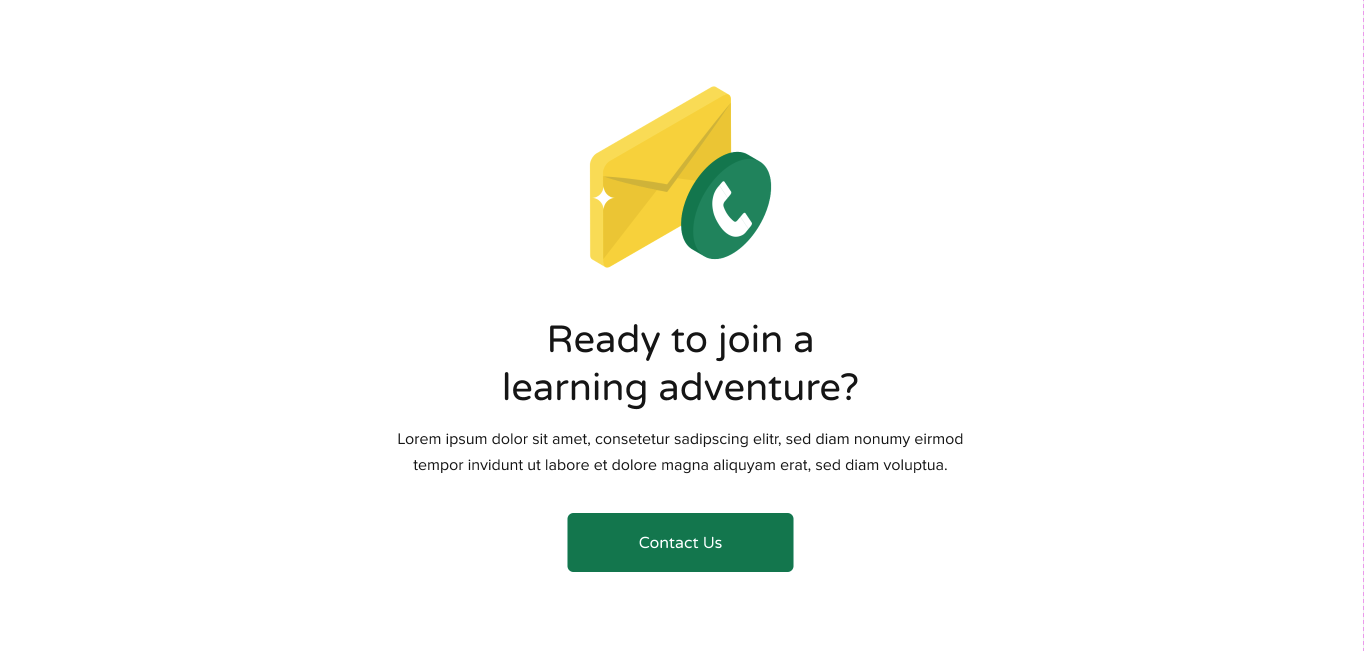 Ready to join a
learning adventure?
Lorem ipsum dolor sit amet, consetetur sadipscing elitr, sed diam nonumy eirmod
tempor invidunt ut labore et dolore magna aliquyam erat, sed diam voluptua.
Contact Us